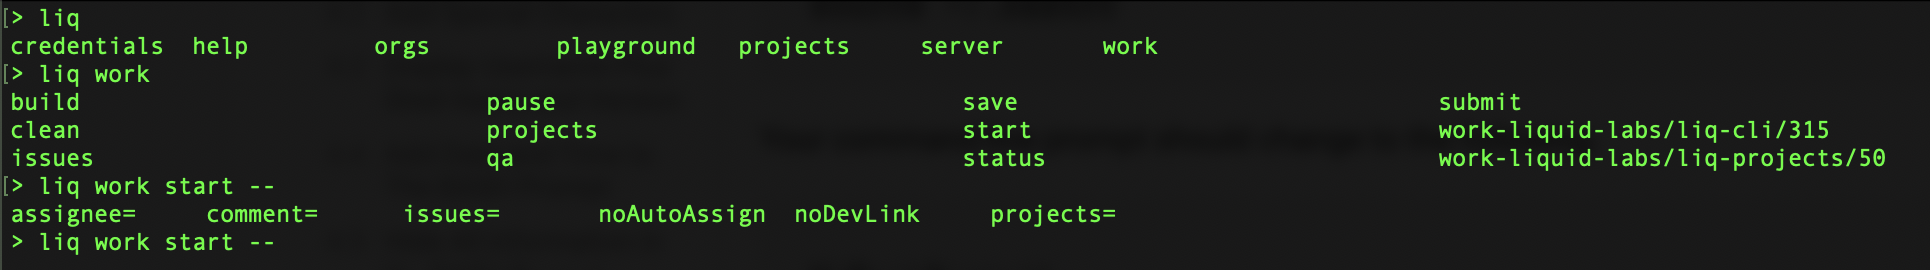 [> liq
credentials  help         orgs         playground   projects     server       work
[> liq work
build                              pause                              save                               submit
clean                              projects                           start                              work-liquid-labs/liq-cli/315
issues                             qa                                 status                             work-liquid-labs/liq-projects/50
[> liq work start --
assignee=     comment=      issues=       noAutoAssign  noDevLink     projects=
> liq work start --